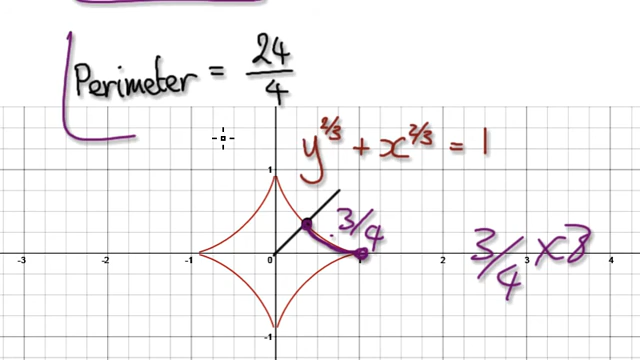 Perimeter = 24/4
y^2/3 + x^2/3 = 1
1
3/4
3/4 × 8
-3 -2 -1 0 1 2 3 4
-1